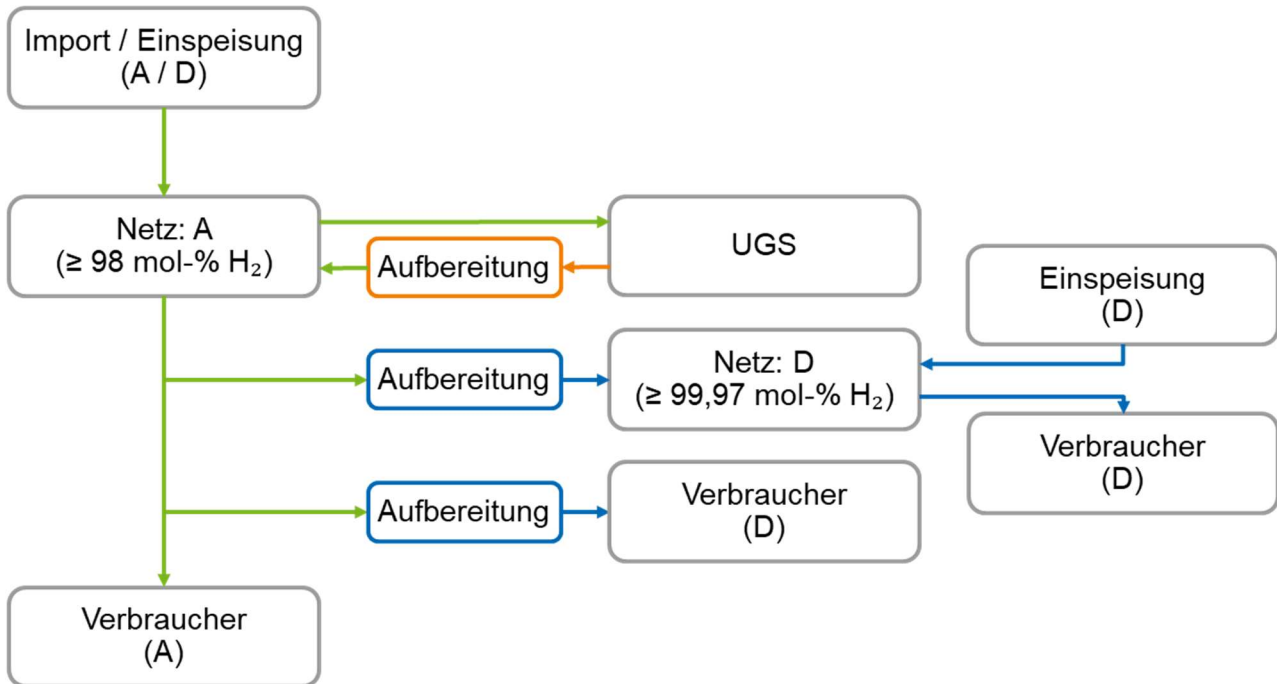 Import / Einspeisung
(A / D)
Netz: A
(≥ 98 mol-% H₂)
Aufbereitung
UGS
Einspeisung
(D)
Aufbereitung
Netz: D
(≥ 99,97 mol-% H₂)
Verbraucher
(D)
Aufbereitung
Verbraucher
(D)
Verbraucher
(A)